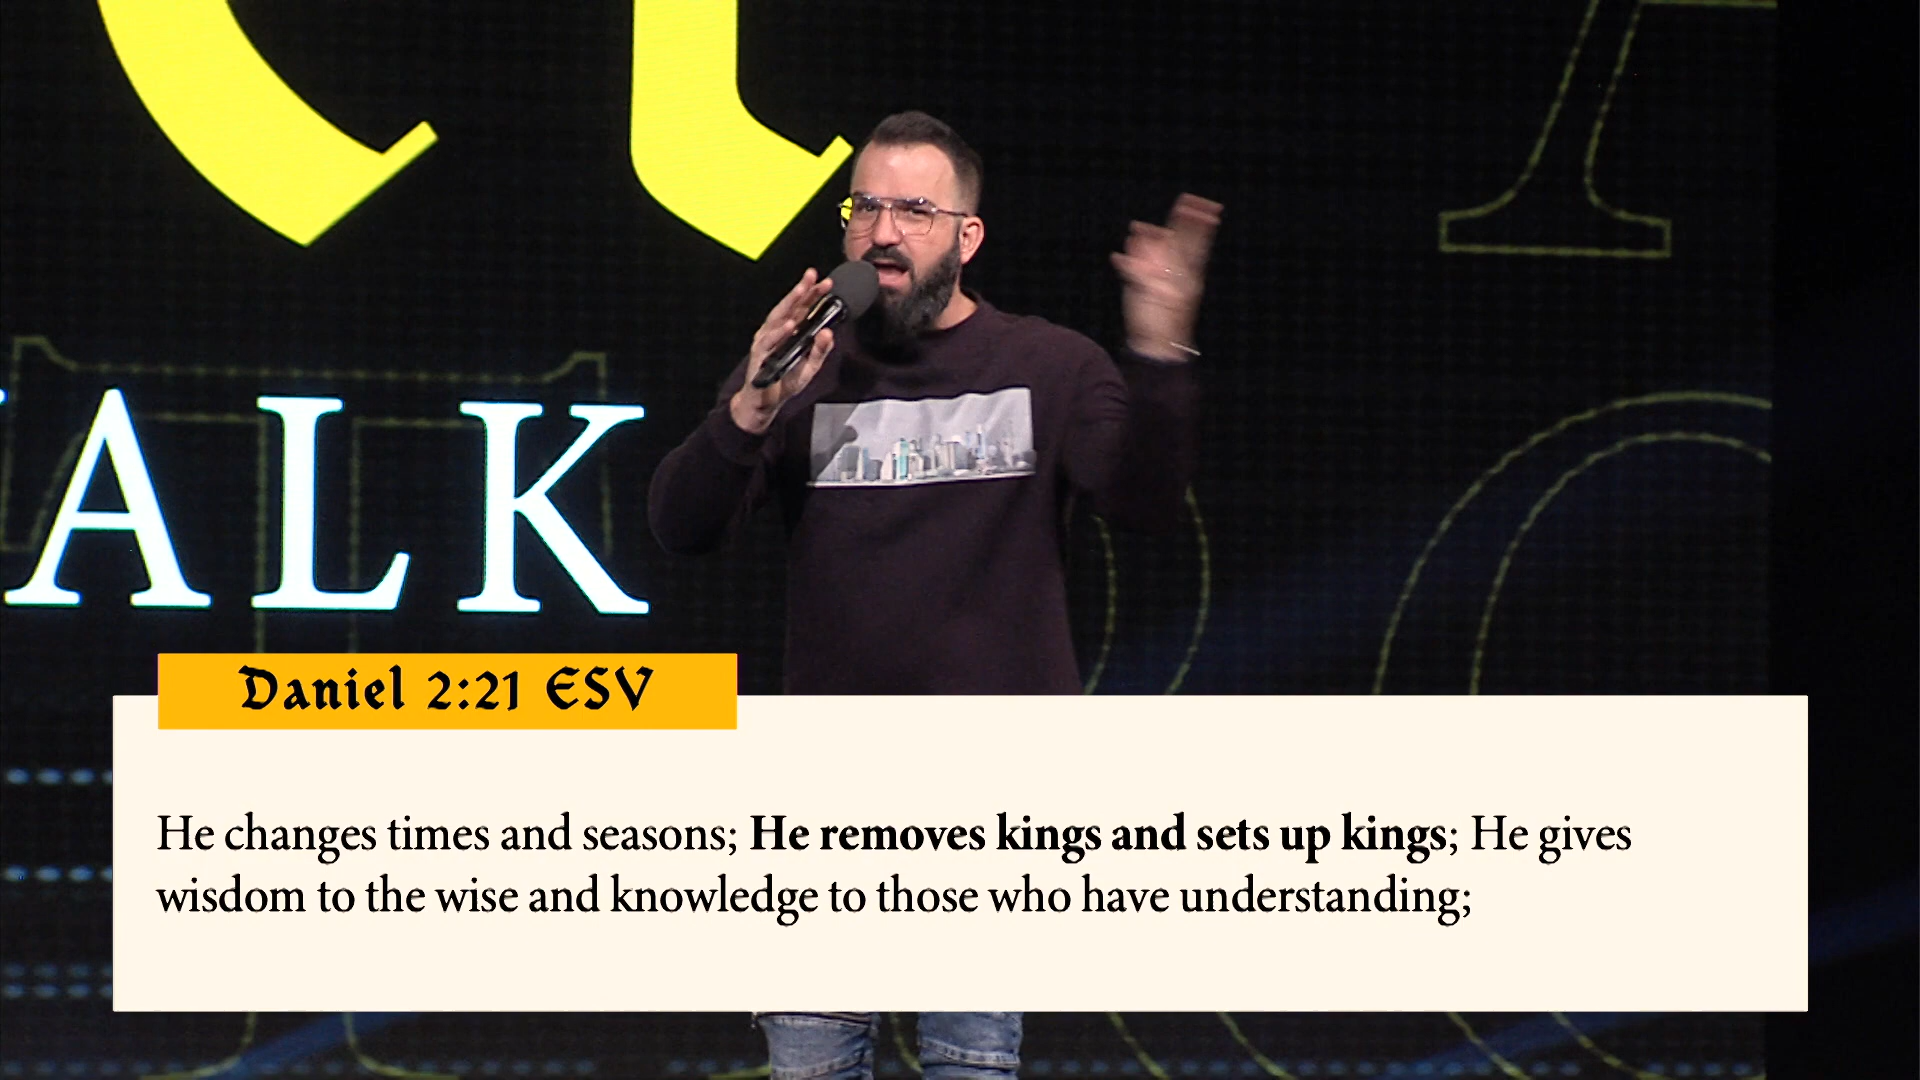 ALK
Daniel 2:21 ESV
He changes times and seasons; He removes kings and sets up kings; He gives
wisdom to the wise and knowledge to those who have understanding;